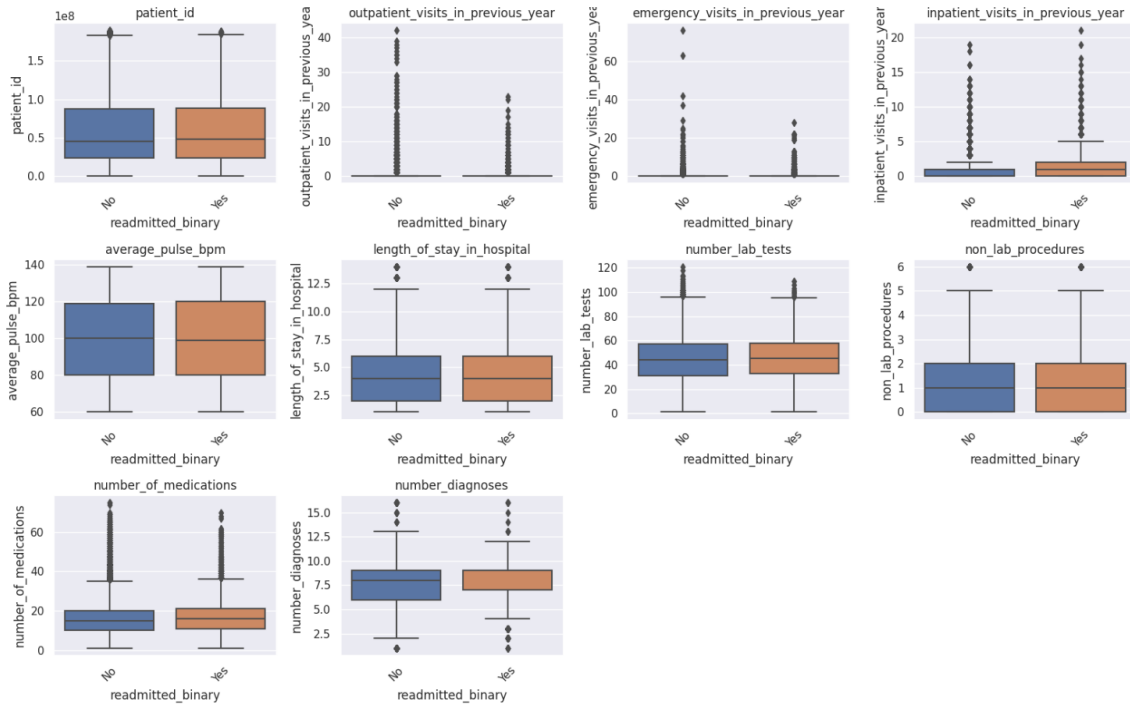 patient_id
1e8
patient_id
1.5
1.0
0.5
0.0
No
Yes
readmitted_binary
outpatient_visits_in_previous_year
outpatient_visits_in_previous_yea
40
30
20
10
0
No
Yes
readmitted_binary
emergency_visits_in_previous_year
emergency_visits_in_previous_yea
60
40
20
0
No
Yes
readmitted_binary
inpatient_visits_in_previous_year
inpatient_visits_in_previous_year
20
15
10
5
0
No
Yes
readmitted_binary
average_pulse_bpm
average_pulse_bpm
140
120
100
80
60
No
Yes
readmitted_binary
length_of_stay_in_hospital
length_of_stay_in_hospital
12.5
10.0
7.5
5.0
2.5
No
Yes
readmitted_binary
number_lab_tests
number_lab_tests
120
100
80
60
40
20
0
No
Yes
readmitted_binary
non_lab_procedures
non_lab_procedures
6
5
4
3
2
1
0
No
Yes
readmitted_binary
number_of_medications
number_of_medications
60
40
20
0
No
Yes
readmitted_binary
number_diagnoses
number_diagnoses
15.0
12.5
10.0
7.5
5.0
2.5
No
Yes
readmitted_binary